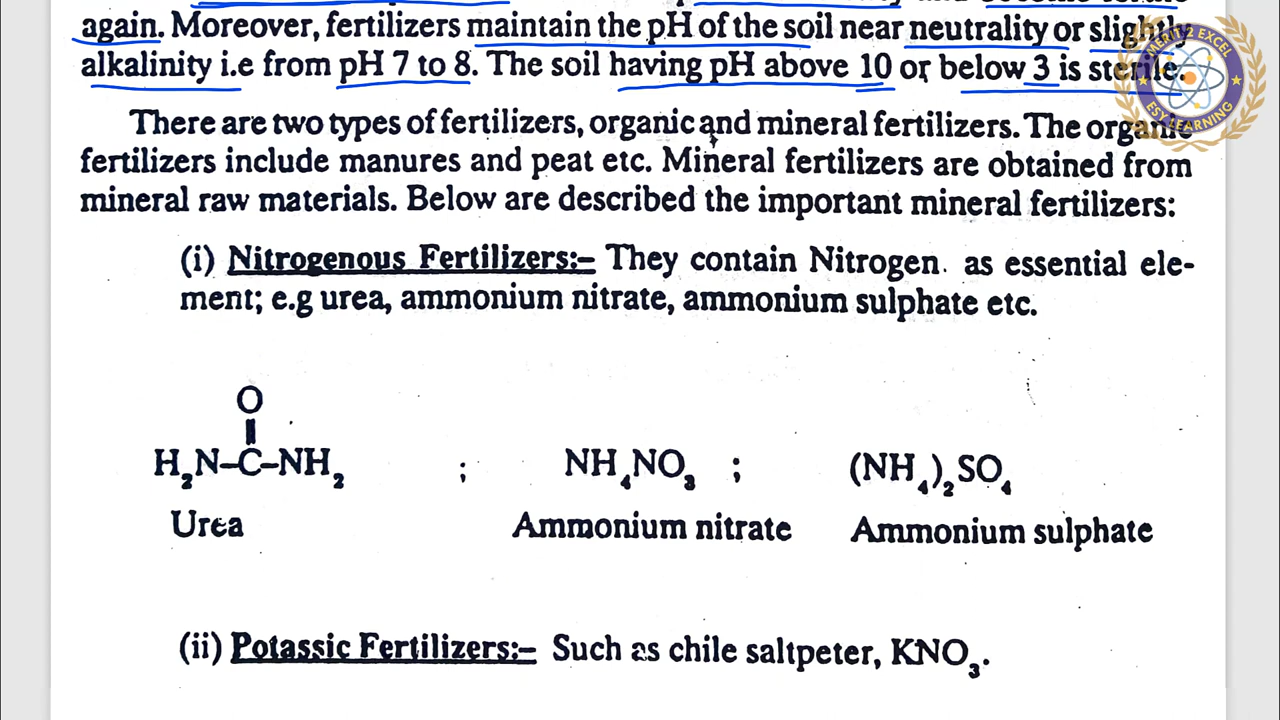 again. Moreover, fertilizers maintain the pH of the soil near neutrality or slightly
alkalinity i.e from pH 7 to 8. The soil having pH above 10 or below 3 is sterile.
There are two types of fertilizers, organic and mineral fertilizers. The organic
fertilizers include manures and peat etc. Mineral fertilizers are obtained from
mineral raw materials. Below are described the important mineral fertilizers:
(i) Nitrogenous Fertilizers:– They contain Nitrogen. as essential ele-
ment; e.g urea, ammonium nitrate, ammonium sulphate etc.
O
||
H₂N–C–NH₂ ; NH₄NO₃ ; (NH₄)₂SO₄
Urea Ammonium nitrate Ammonium sulphate
(ii) Potassic Fertilizers:– Such as chile saltpeter, KNO₃.
MERIT 2 EXCEL
ESY LEARNING